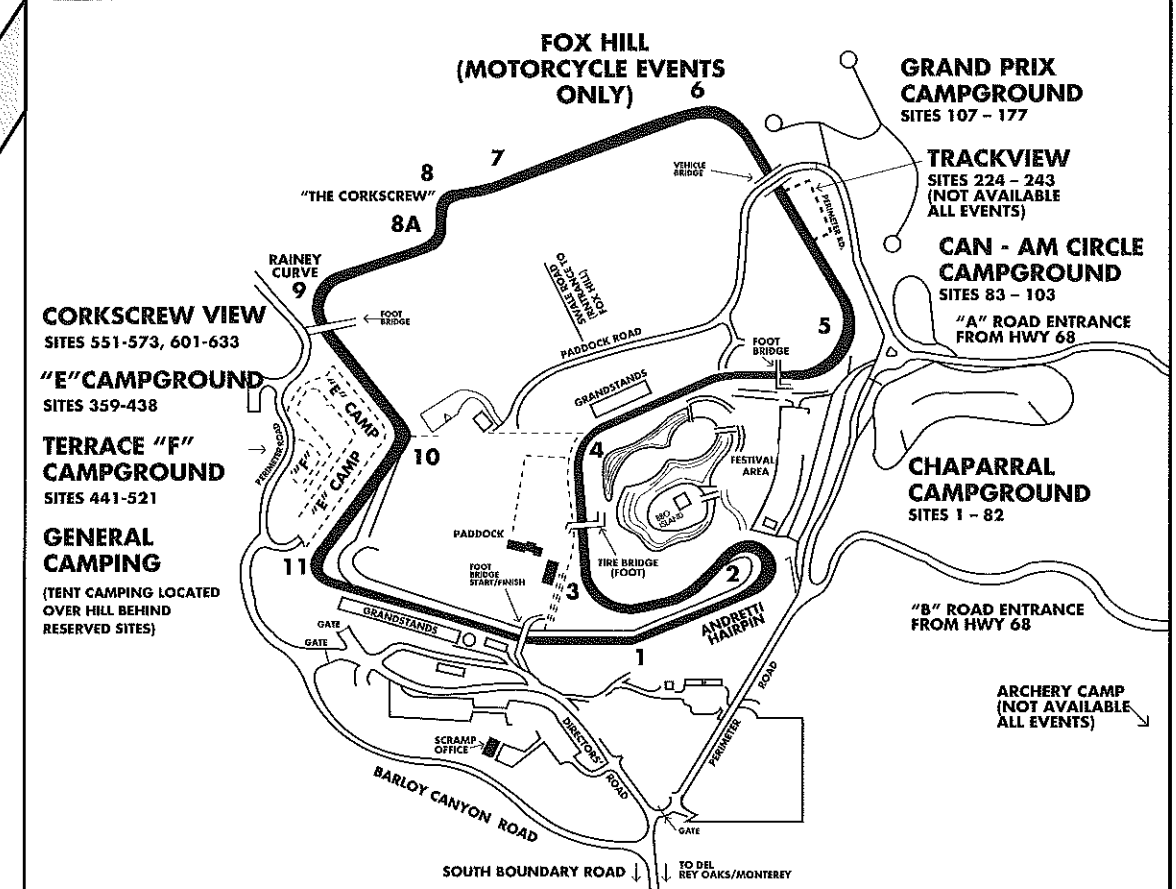 FOX HILL
(MOTORCYCLE EVENTS
ONLY)
6
GRAND PRIX
CAMPGROUND
SITES 107 – 177
TRACKVIEW
SITES 224 – 243
(NOT AVAILABLE
ALL EVENTS)
CAN - AM CIRCLE
CAMPGROUND
SITES 83 – 103
"A" ROAD ENTRANCE
FROM HWY 68
CHAPARRAL
CAMPGROUND
SITES 1 – 82
"B" ROAD ENTRANCE
FROM HWY 68
ARCHERY CAMP
(NOT AVAILABLE
ALL EVENTS)
VEHICLE
BRIDGE
PERIMETER RD.
7
8
"THE CORKSCREW"
8A
RAINEY
CURVE
9
FOOT
BRIDGE
CORKSCREW VIEW
SITES 551-573, 601-633
"E"CAMPGROUND
SITES 359-438
TERRACE "F"
CAMPGROUND
SITES 441-521
GENERAL
CAMPING
(TENT CAMPING LOCATED
OVER HILL BEHIND
RESERVED SITES)
PERIMETER ROAD
"E" CAMP
"F"
"E" CAMP
SWALE ROAD
(ENTRANCE TO
FOX HILL)
PADDOCK ROAD
5
FOOT
BRIDGE
GRANDSTANDS
4
10
FESTIVAL
AREA
BBQ
ISLAND
PADDOCK
TIRE BRIDGE
(FOOT)
FOOT
BRIDGE
START/FINISH
3
2
ANDRETTI
HAIRPIN
11
GRANDSTANDS
GATE
GATE
1
SCRAMP
OFFICE
DIRECTORS'
ROAD
PERIMETER
ROAD
BARLOY CANYON ROAD
GATE
SOUTH BOUNDARY ROAD
TO DEL
REY OAKS/MONTEREY